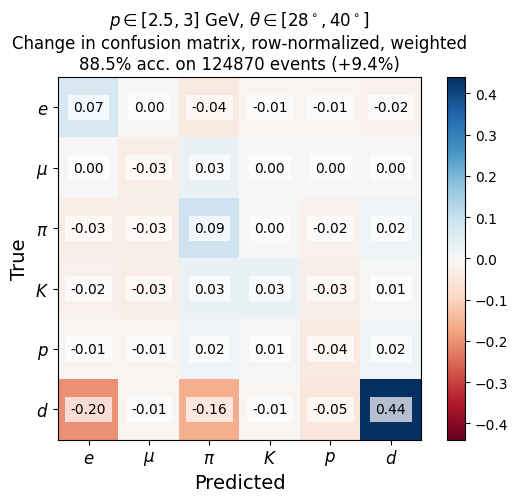 p ∈ [2.5, 3] GeV, θ ∈ [28°, 40°]
Change in confusion matrix, row-normalized, weighted
88.5% acc. on 124870 events (+9.4%)
e 0.07 0.00 -0.04 -0.01 -0.01 -0.02
μ 0.00 -0.03 0.03 0.00 0.00 0.00
π -0.03 -0.03 0.09 0.00 -0.02 0.02
K -0.02 -0.03 0.03 0.03 -0.03 0.01
p -0.01 -0.01 0.02 0.01 -0.04 0.02
d -0.20 -0.01 -0.16 -0.01 -0.05 0.44
e μ π K p d
Predicted
True
0.4
0.3
0.2
0.1
0.0
−0.1
−0.2
−0.3
−0.4